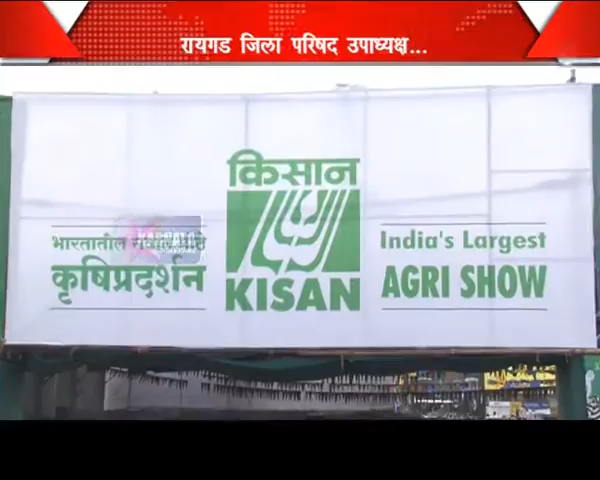 रायगड जिला परिषद उपाध्यक्ष...
किसान
KISAN
भारतातील
कृषिप्रदर्शन
India's Largest
AGRI SHOW